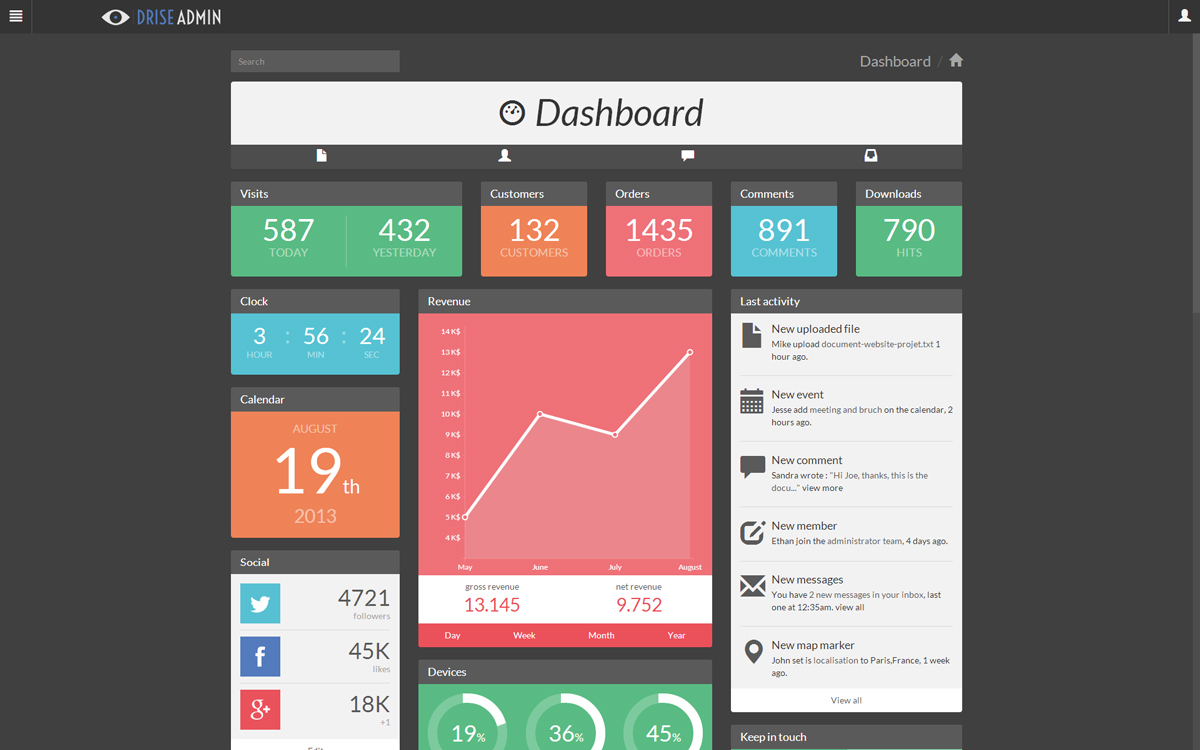 DRISE ADMIN
Search
Dashboard /
Dashboard
Visits
587
TODAY
432
YESTERDAY
Customers
132
CUSTOMERS
Orders
1435
ORDERS
Comments
891
COMMENTS
Downloads
790
HITS
Clock
3 : 56 : 24
HOUR MIN SEC
Calendar
AUGUST
19th
2013
Social
4721
followers
45K
likes
18K
+1
Edit
Revenue
14 K$
13 K$
12 K$
11 K$
10 K$
9 K$
8 K$
7 K$
6 K$
5 K$
4 K$
May June July August
gross revenue
13.145
net revenue
9.752
Day Week Month Year
Devices
19% 36% 45%
Last activity
New uploaded file
Mike upload document-website-projet.txt 1
hour ago.
New event
Jesse add meeting and bruch on the calendar, 2
hours ago.
New comment
Sandra wrote : "Hi Joe, thanks, this is the
docu..." view more
New member
Ethan join the administrator team, 4 days ago.
New messages
You have 2 new messages in your inbox, last
one at 12:35am. view all
New map marker
John set is localisation to Paris,France, 1 week
ago.
View all
Keep in touch